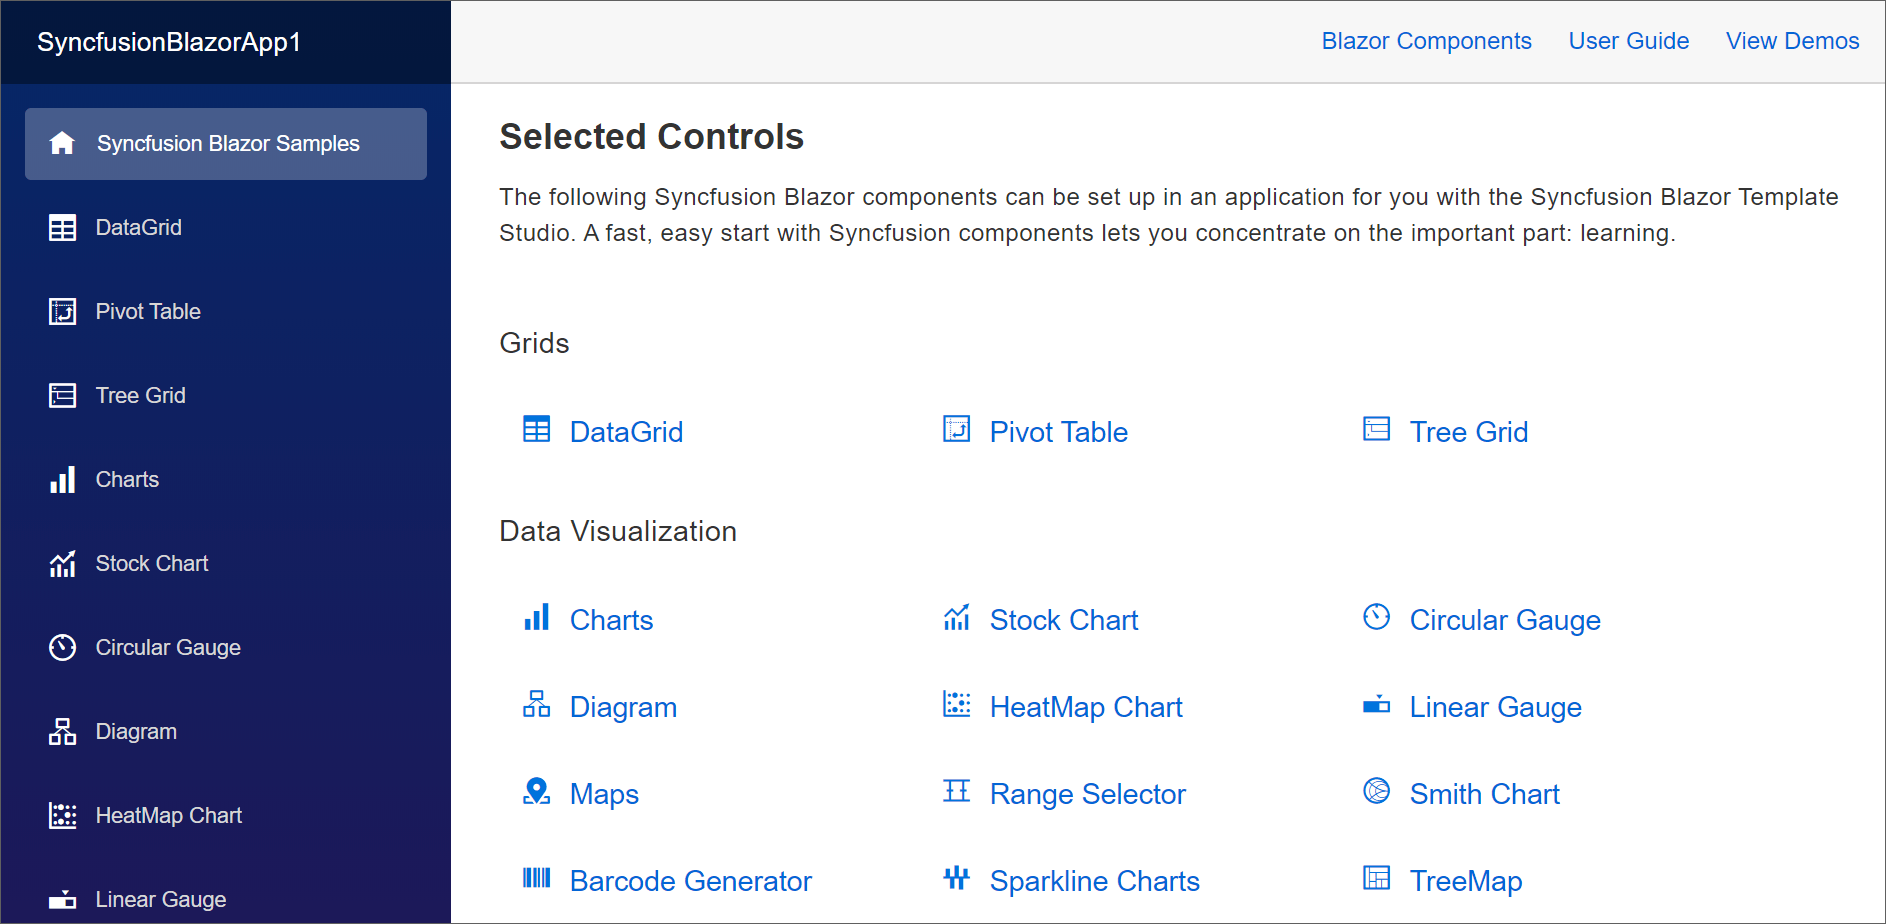 SyncfusionBlazorApp1
Blazor Components
User Guide
View Demos
Syncfusion Blazor Samples
DataGrid
Pivot Table
Tree Grid
Charts
Stock Chart
Circular Gauge
Diagram
HeatMap Chart
Linear Gauge
Selected Controls
The following Syncfusion Blazor components can be set up in an application for you with the Syncfusion Blazor Template
Studio. A fast, easy start with Syncfusion components lets you concentrate on the important part: learning.
Grids
DataGrid
Pivot Table
Tree Grid
Data Visualization
Charts
Stock Chart
Circular Gauge
Diagram
HeatMap Chart
Linear Gauge
Maps
Range Selector
Smith Chart
Barcode Generator
Sparkline Charts
TreeMap